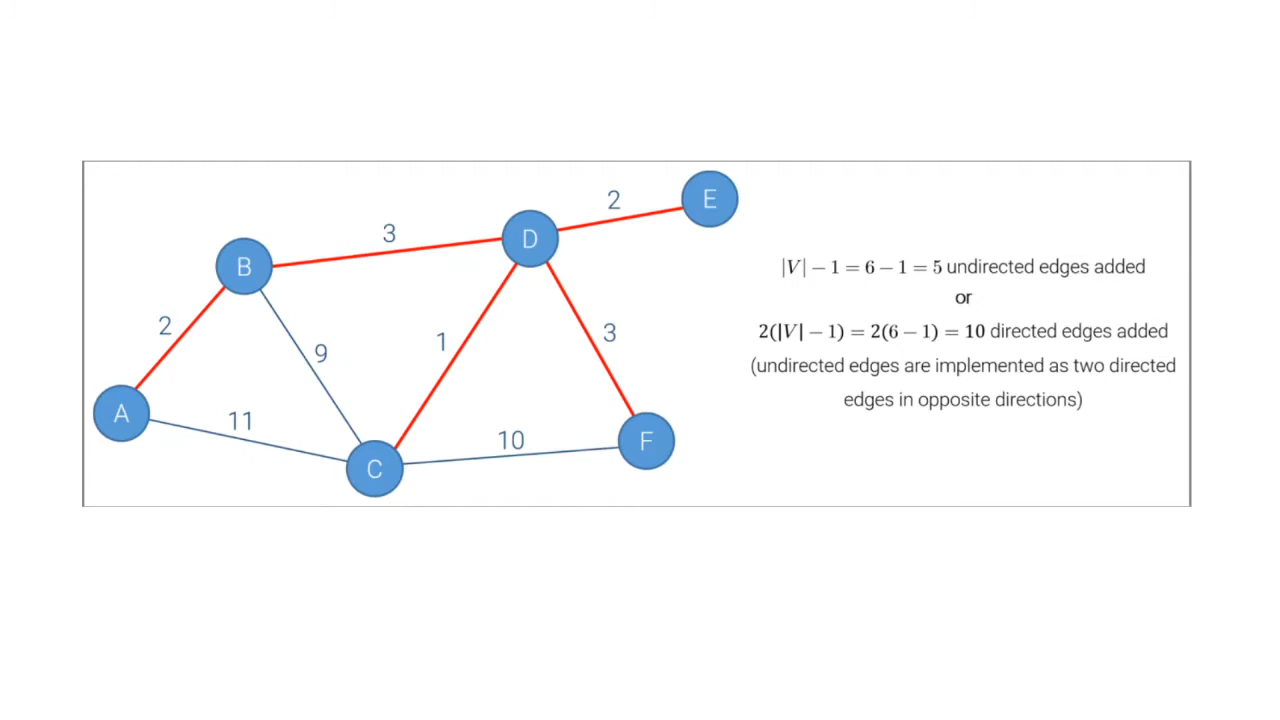 E
2
D
3
B
|V| − 1 = 6 − 1 = 5 undirected edges added
or
2
2(|V| − 1) = 2(6 − 1) = 10 directed edges added
3
1
9
(undirected edges are implemented as two directed
edges in opposite directions)
A
11
10
F
C